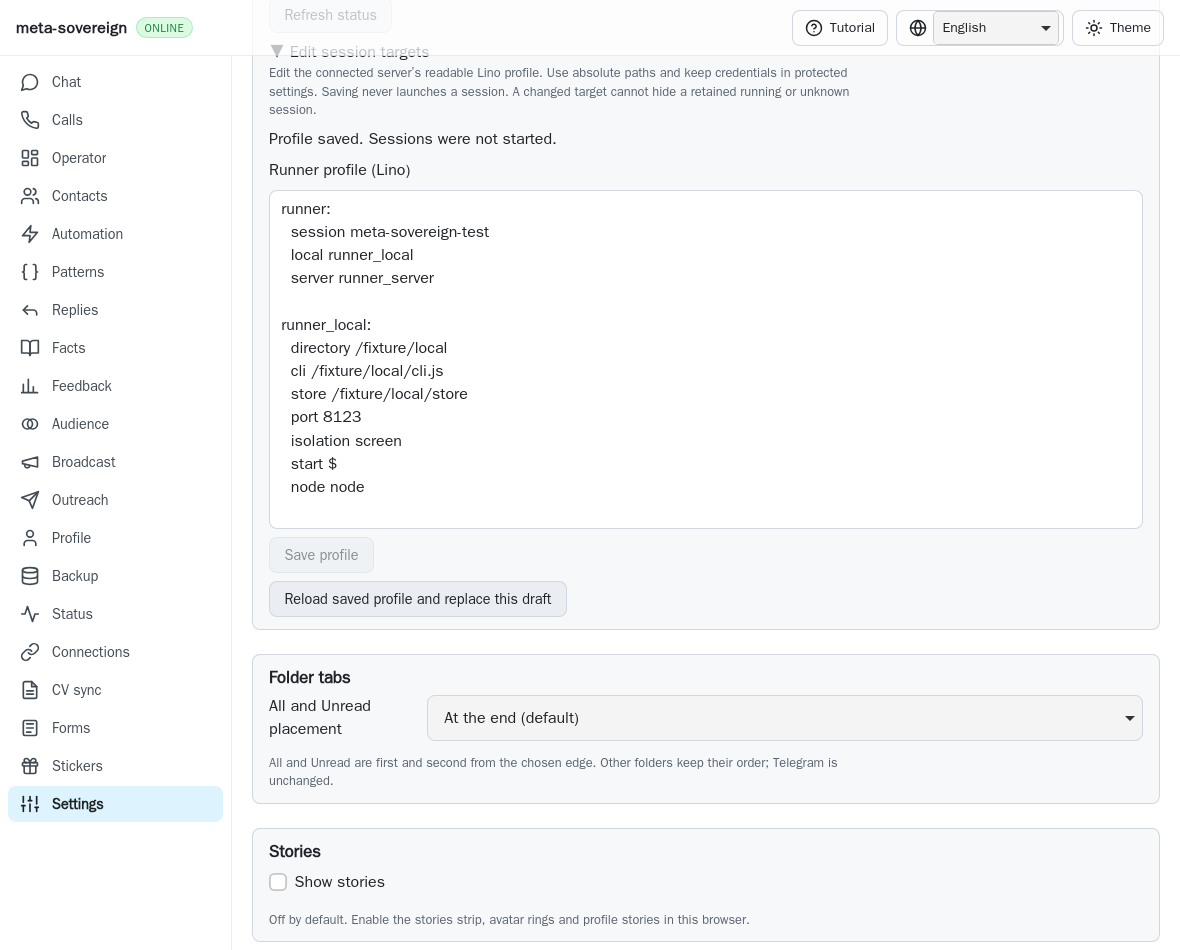 meta-sovereign ONLINE
Refresh status
Tutorial
English
Theme
▼ Edit session targets
Chat
Calls
Operator
Contacts
Automation
Patterns
Replies
Facts
Feedback
Audience
Broadcast
Outreach
Profile
Backup
Status
Connections
CV sync
Forms
Stickers
Settings
Edit the connected server's readable Lino profile. Use absolute paths and keep credentials in protected
settings. Saving never launches a session. A changed target cannot hide a retained running or unknown
session.
Profile saved. Sessions were not started.
Runner profile (Lino)
runner:
  session meta-sovereign-test
  local runner_local
  server runner_server

runner_local:
  directory /fixture/local
  cli /fixture/local/cli.js
  store /fixture/local/store
  port 8123
  isolation screen
  start $
  node node
Save profile
Reload saved profile and replace this draft
Folder tabs
All and Unread
placement
At the end (default)
All and Unread are first and second from the chosen edge. Other folders keep their order; Telegram is
unchanged.
Stories
Show stories
Off by default. Enable the stories strip, avatar rings and profile stories in this browser.